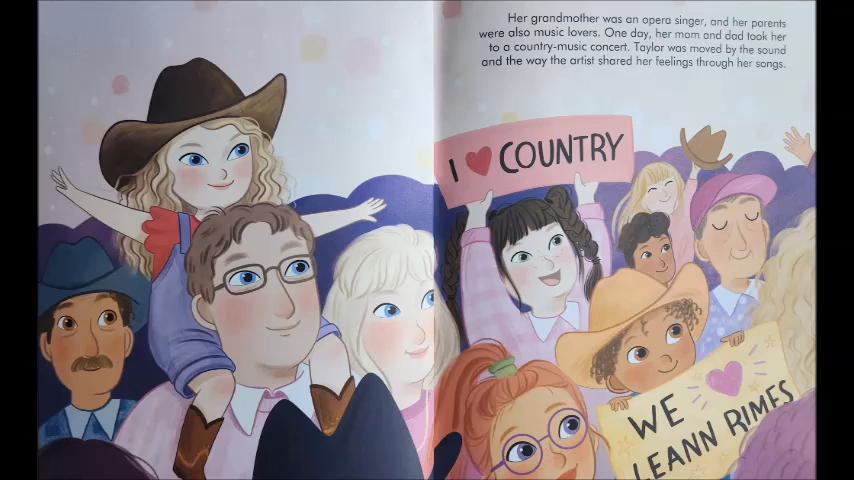 Her grandmother was an opera singer, and her parents
were also music lovers. One day, her mom and dad took her
to a country-music concert. Taylor was moved by the sound
and the way the artist shared her feelings through her songs.
I ❤ COUNTRY
WE ❤
LEANN RIMES